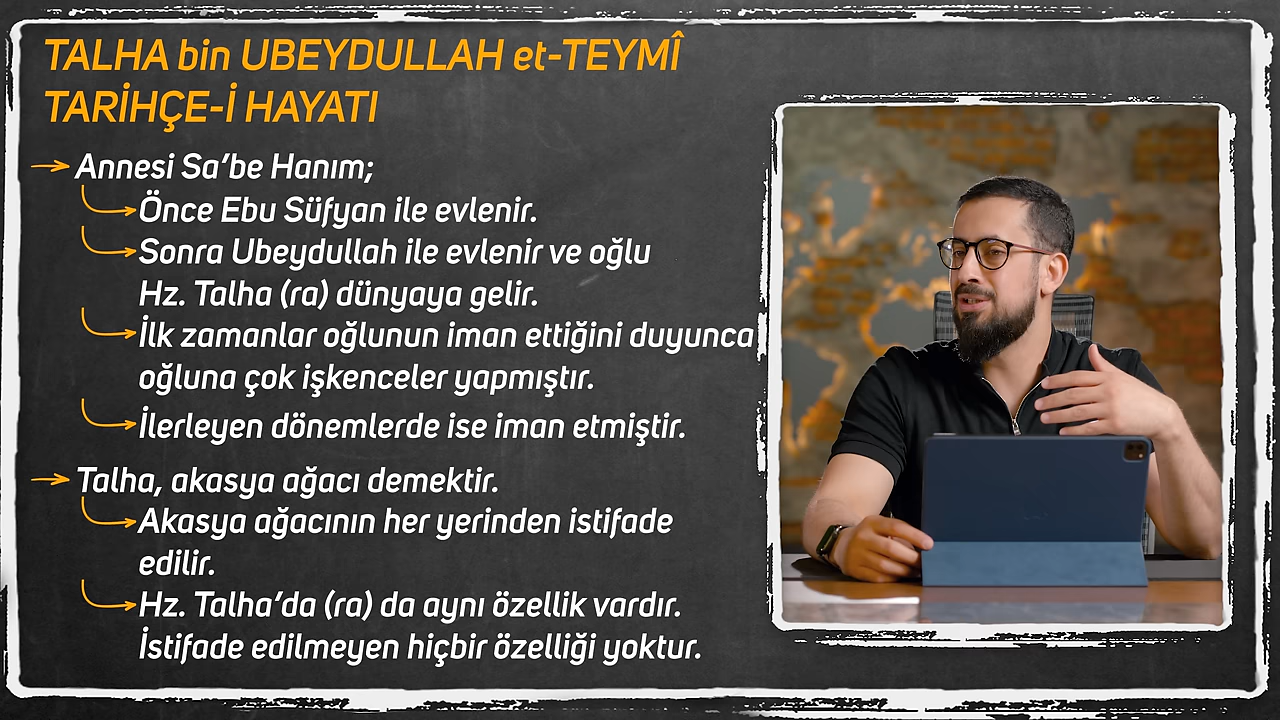 TALHA bin UBEYDULLAH et-TEYMÎ
TARİHÇE-İ HAYATI
Annesi Sa'be Hanım;
Önce Ebu Süfyan ile evlenir.
Sonra Ubeydullah ile evlenir ve oğlu
Hz. Talha (ra) dünyaya gelir.
İlk zamanlar oğlunun iman ettiğini duyunca
oğluna çok işkenceler yapmıştır.
İlerleyen dönemlerde ise iman etmiştir.
Talha, akasya ağacı demektir.
Akasya ağacının her yerinden istifade
edilir.
Hz. Talha'da (ra) da aynı özellik vardır.
İstifade edilmeyen hiçbir özelliği yoktur.